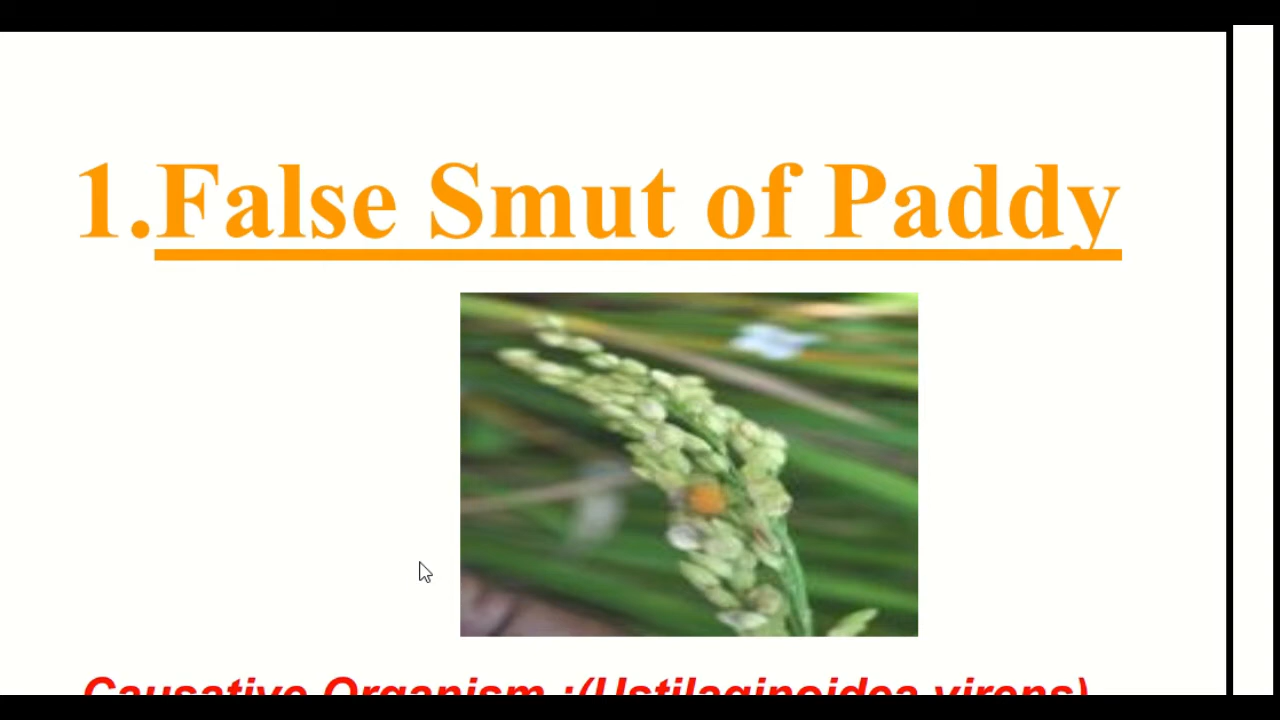 1.False Smut of Paddy
Causative Organism :(Ustilaginoidea virens)